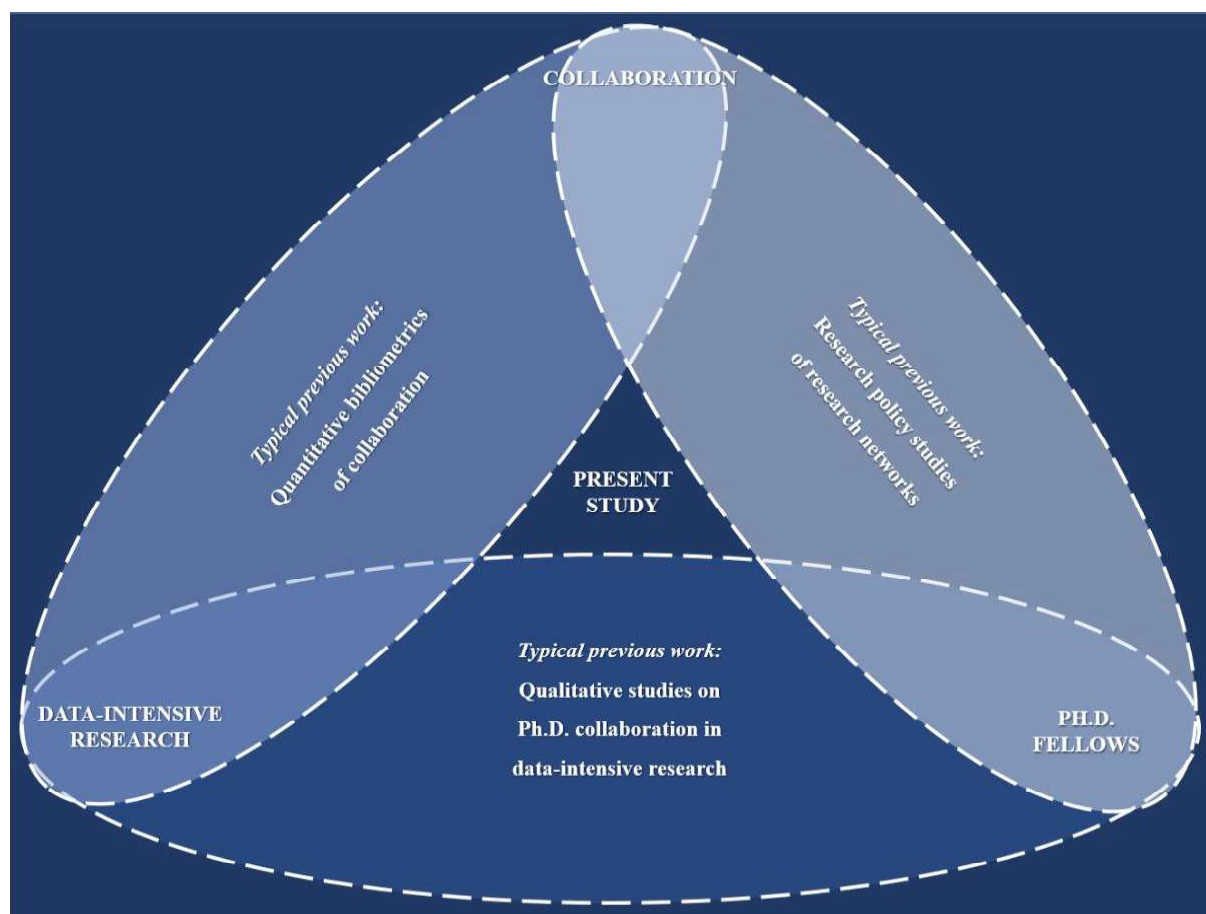 COLLABORATION
Typical previous work:
Quantitative bibliometrics
of collaboration
Typical previous work:
Research policy studies
of research networks
PRESENT
STUDY
Typical previous work:
Qualitative studies on
Ph.D. collaboration in
data-intensive research
DATA-INTENSIVE
RESEARCH
PH.D.
FELLOWS